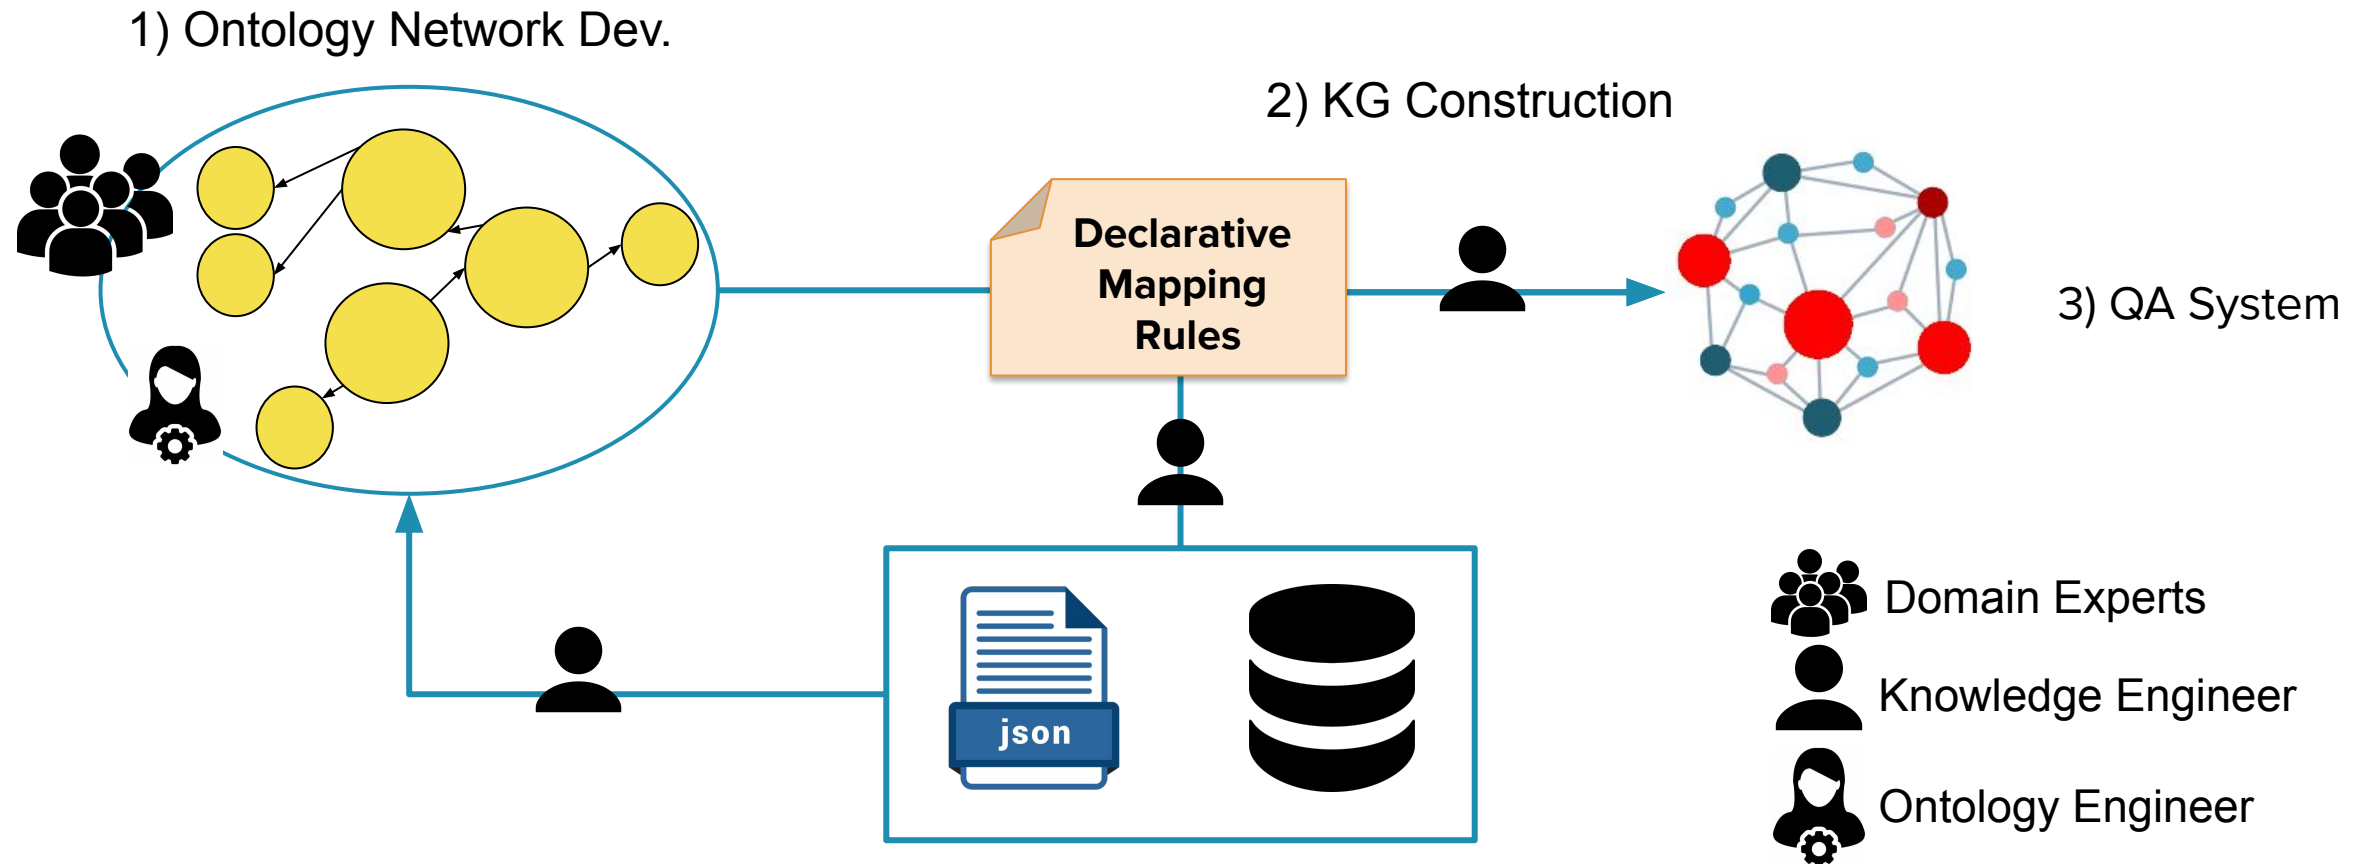 1) Ontology Network Dev.
2) KG Construction
Declarative
Mapping
Rules
3) QA System
json
Domain Experts
Knowledge Engineer
Ontology Engineer